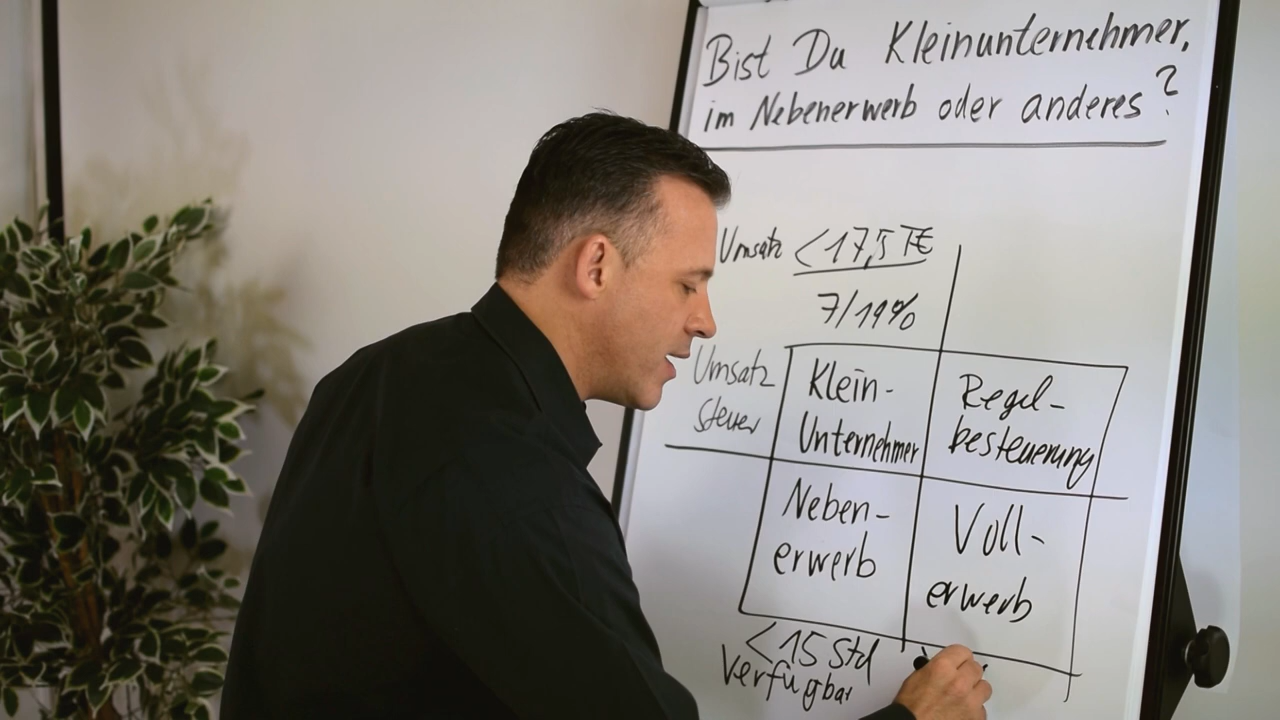 Bist Du Kleinunternehmer,
im Nebenerwerb oder anderes?
Umsatz <17,5 T€
7/19%
Umsatz
steuer
Klein-
Unternehmer
Regel-
besteuerung
Neben-
erwerb
Voll-
erwerb
<15 Std
Verfügbar